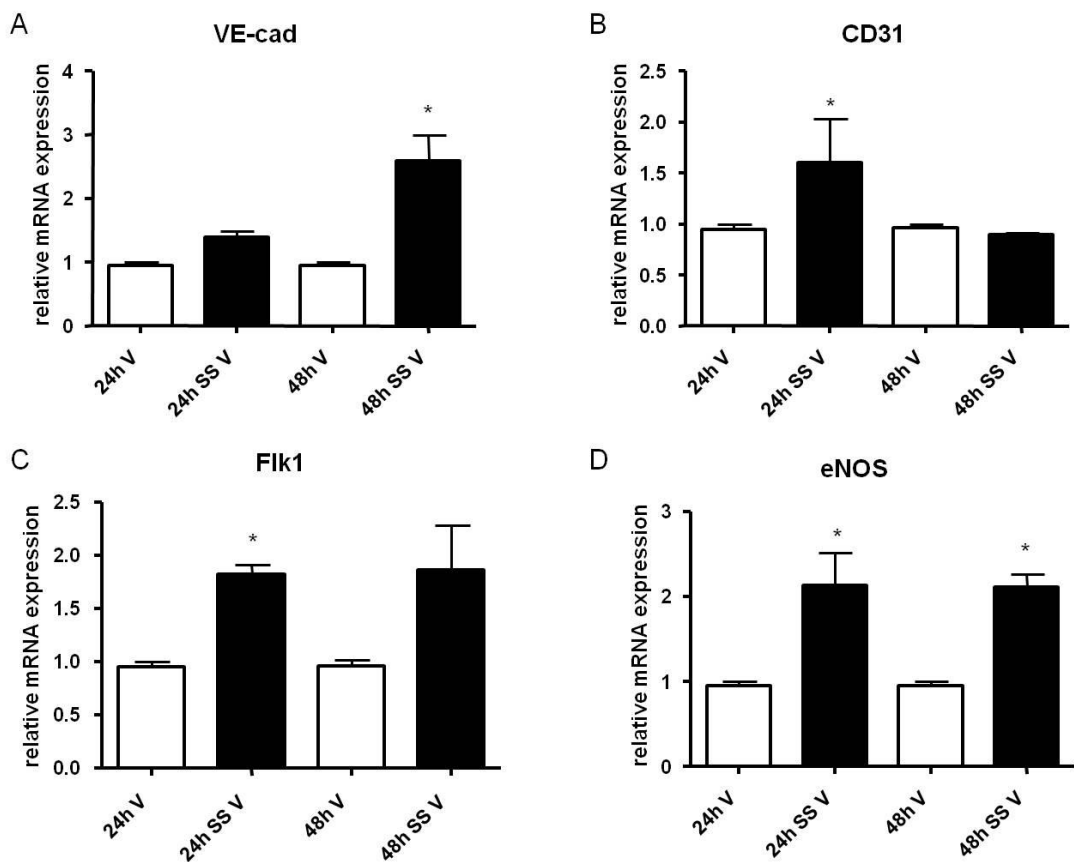 A
VE-cad
relative mRNA expression
4
3
2
1
0
*
24h V
24h SS V
48h V
48h SS V
B
CD31
relative mRNA expression
2.5
2.0
1.5
1.0
0.5
0.0
*
24h V
24h SS V
48h V
48h SS V
C
Flk1
relative mRNA expression
2.5
2.0
1.5
1.0
0.5
0.0
*
24h V
24h SS V
48h V
48h SS V
D
eNOS
relative mRNA expression
3
2
1
0
*
*
24h V
24h SS V
48h V
48h SS V